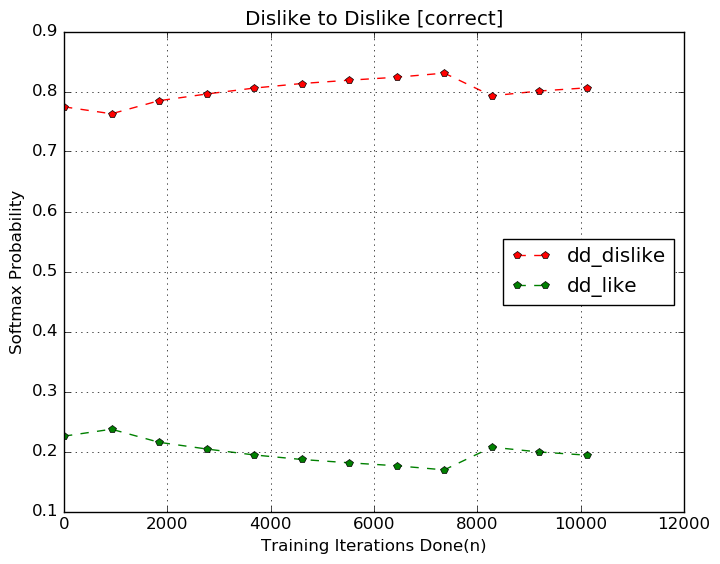 Dislike to Dislike [correct]
0.9
0.8
0.7
0.6
0.5
0.4
0.3
0.2
0.1
Softmax Probability
dd_dislike
dd_like
0 2000 4000 6000 8000 10000 12000
Training Iterations Done(n)